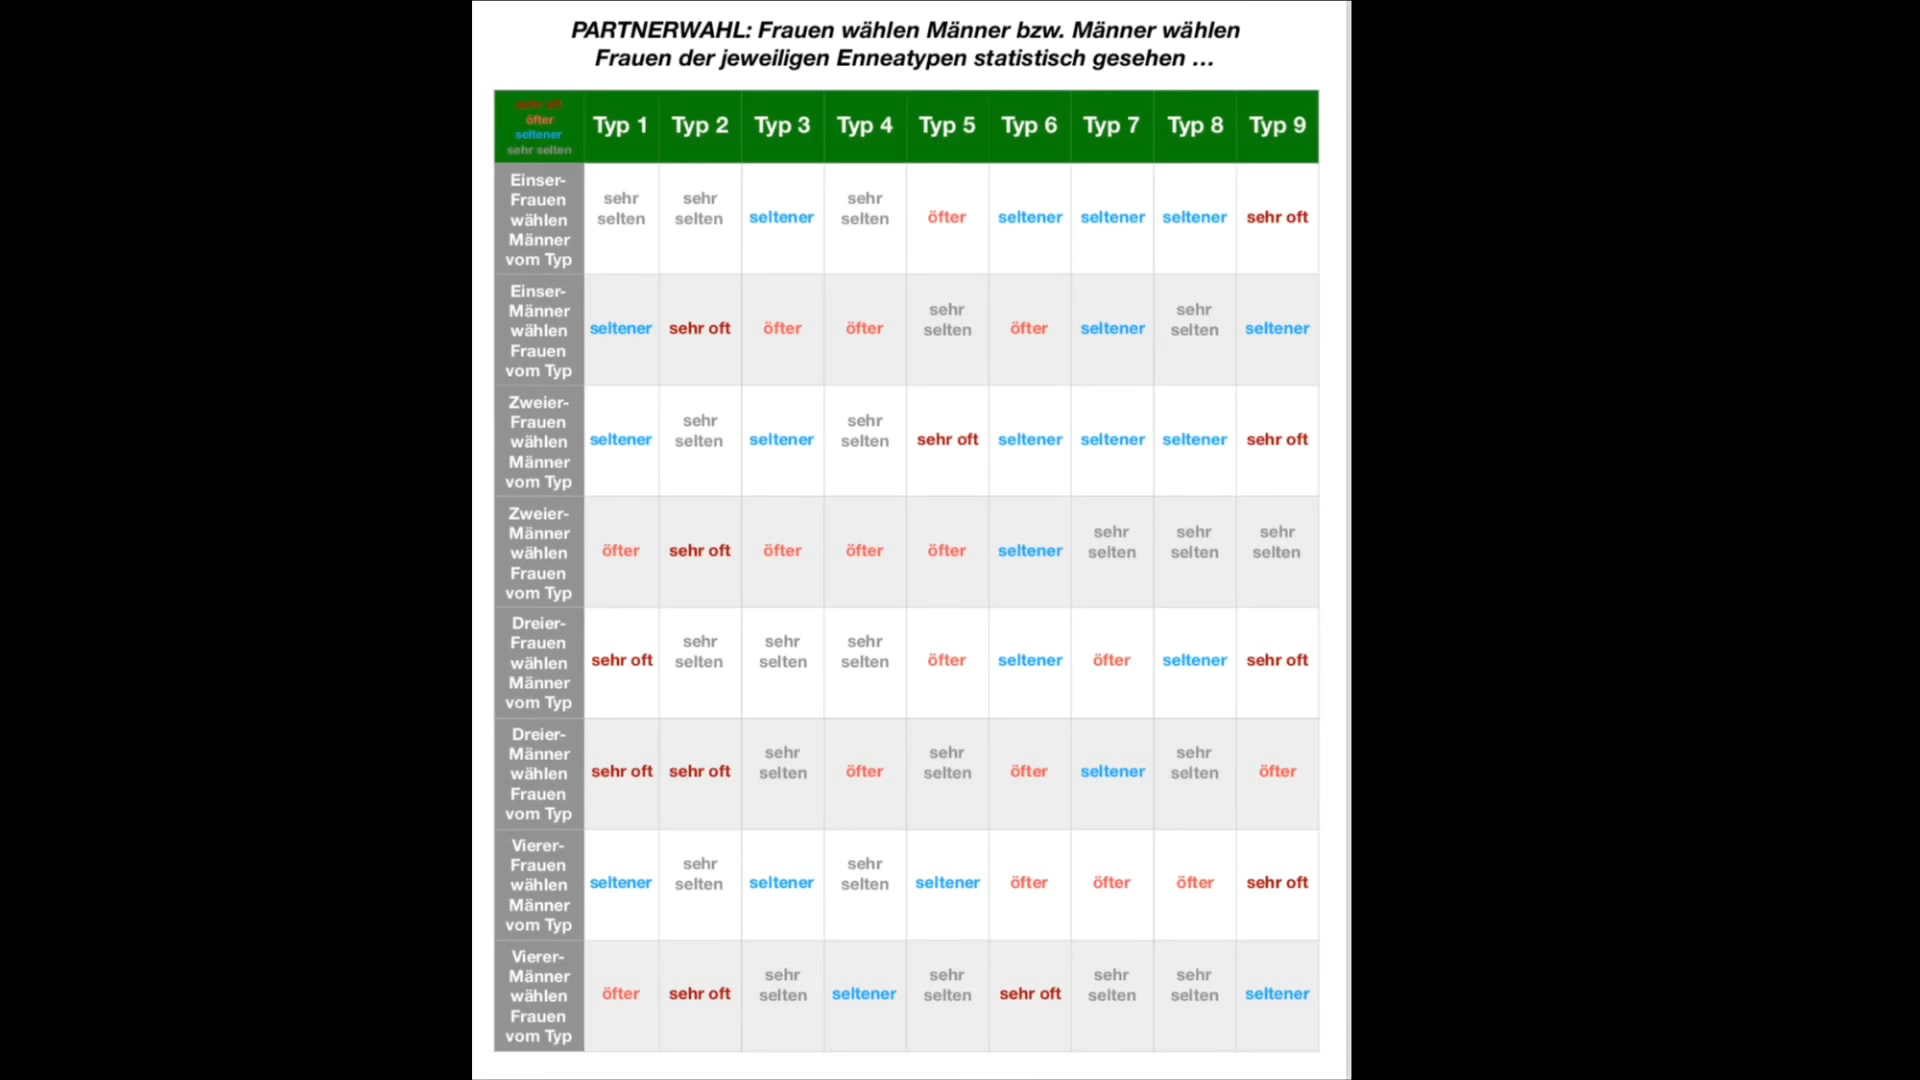 PARTNERWAHL: Frauen wählen Männer bzw. Männer wählen
Frauen der jeweiligen Enneatypen statistisch gesehen ...
sehr oft
öfter
seltener
sehr selten
Typ 1 Typ 2 Typ 3 Typ 4 Typ 5 Typ 6 Typ 7 Typ 8 Typ 9
Einser-
Frauen
wählen
Männer
vom Typ
sehr selten sehr selten seltener sehr selten öfter seltener seltener seltener sehr oft
Einser-
Männer
wählen
Frauen
vom Typ
seltener sehr oft öfter öfter sehr selten öfter seltener sehr selten seltener
Zweier-
Frauen
wählen
Männer
vom Typ
seltener sehr selten seltener sehr selten sehr oft seltener seltener seltener sehr oft
Zweier-
Männer
wählen
Frauen
vom Typ
öfter sehr oft öfter öfter öfter seltener sehr selten sehr selten sehr selten
Dreier-
Frauen
wählen
Männer
vom Typ
sehr oft sehr selten sehr selten sehr selten öfter seltener öfter seltener sehr oft
Dreier-
Männer
wählen
Frauen
vom Typ
sehr oft sehr oft sehr selten öfter sehr selten öfter seltener sehr selten öfter
Vierer-
Frauen
wählen
Männer
vom Typ
seltener sehr selten seltener sehr selten seltener öfter öfter öfter sehr oft
Vierer-
Männer
wählen
Frauen
vom Typ
öfter sehr oft sehr selten seltener sehr selten sehr oft sehr selten sehr selten seltener